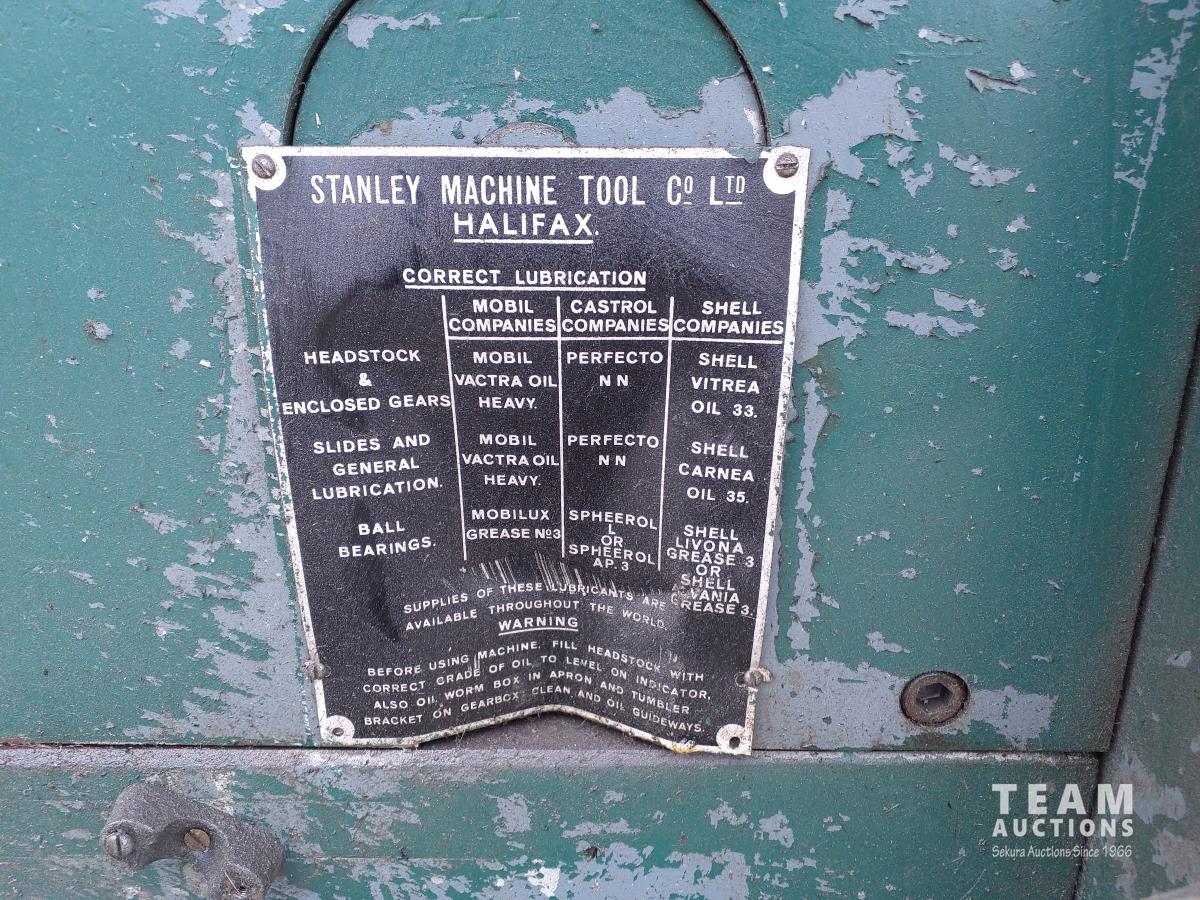 STANLEY MACHINE TOOL Cº LTD
HALIFAX.
CORRECT LUBRICATION
MOBIL COMPANIES
CASTROL COMPANIES
SHELL COMPANIES
HEADSTOCK
&
ENCLOSED GEARS
MOBIL
VACTRA OIL
HEAVY.
PERFECTO
N N
SHELL
VITREA
OIL 33.
SLIDES AND
GENERAL
LUBRICATION.
MOBIL
VACTRA OIL
HEAVY.
PERFECTO
N N
SHELL
CARNEA
OIL 35.
BALL
BEARINGS.
MOBILUX
GREASE Nº3
SPHEEROL
L
OR
SPHEEROL
AP.3
SHELL
LIVONA
GREASE 3
OR
SHELL
GREASE 3.
SUPPLIES OF THESE LUBRICANTS ARE
AVAILABLE THROUGHOUT THE WORLD.
WARNING
BEFORE USING MACHINE. FILL HEADSTOCK WITH
CORRECT GRADE OF OIL TO LEVEL ON INDICATOR,
ALSO OIL WORM BOX IN APRON AND TUMBLER
BRACKET ON GEARBOX. CLEAN AND OIL GUIDEWAYS.
TEAM
AUCTIONS
Sekura Auctions Since 1966